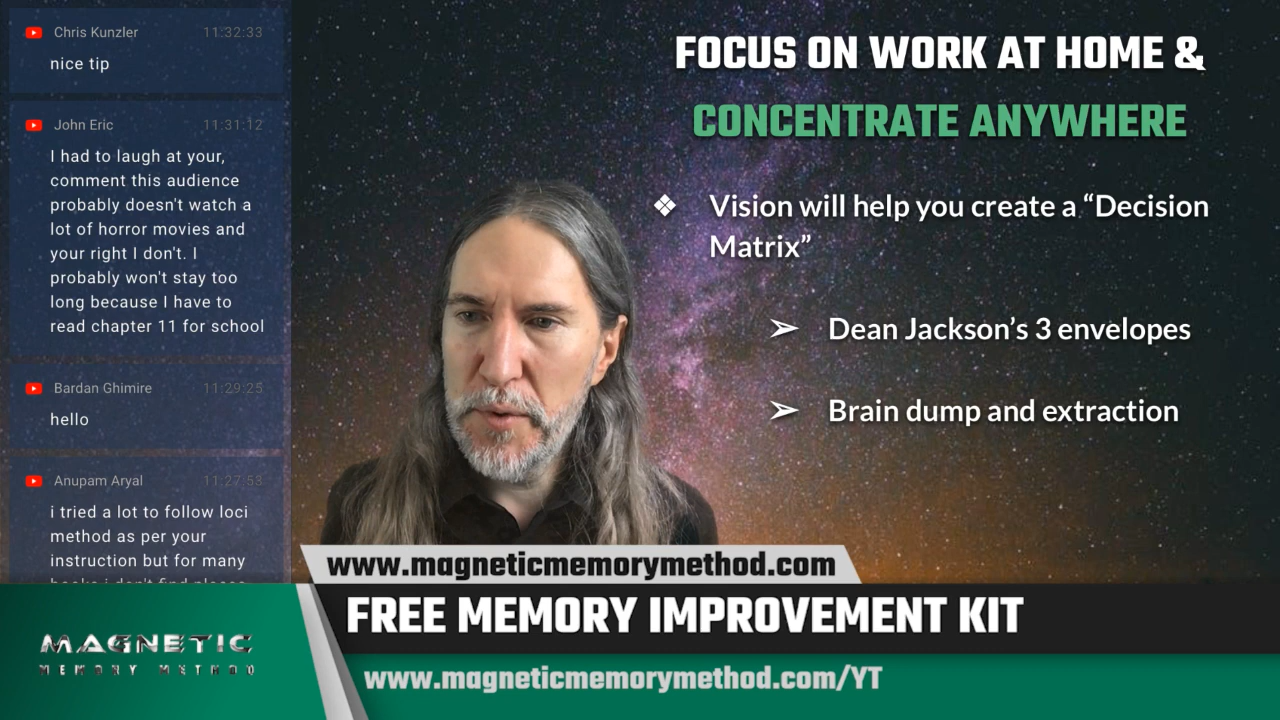 Chris Kunzler 11:32:33
nice tip
John Eric 11:31:12
I had to laugh at your,
comment this audience
probably doesn't watch a
lot of horror movies and
your right I don't. I
probably won't stay too
long because I have to
read chapter 11 for school
Bardan Ghimire 11:29:25
hello
Anupam Aryal 11:27:53
i tried a lot to follow loci
method as per your
instruction but for many
FOCUS ON WORK AT HOME &
CONCENTRATE ANYWHERE
❖ Vision will help you create a “Decision
Matrix”
➢ Dean Jackson’s 3 envelopes
➢ Brain dump and extraction
www.magneticmemorymethod.com
FREE MEMORY IMPROVEMENT KIT
www.magneticmemorymethod.com/YT
MAGNETIC
MEMORY METHOD